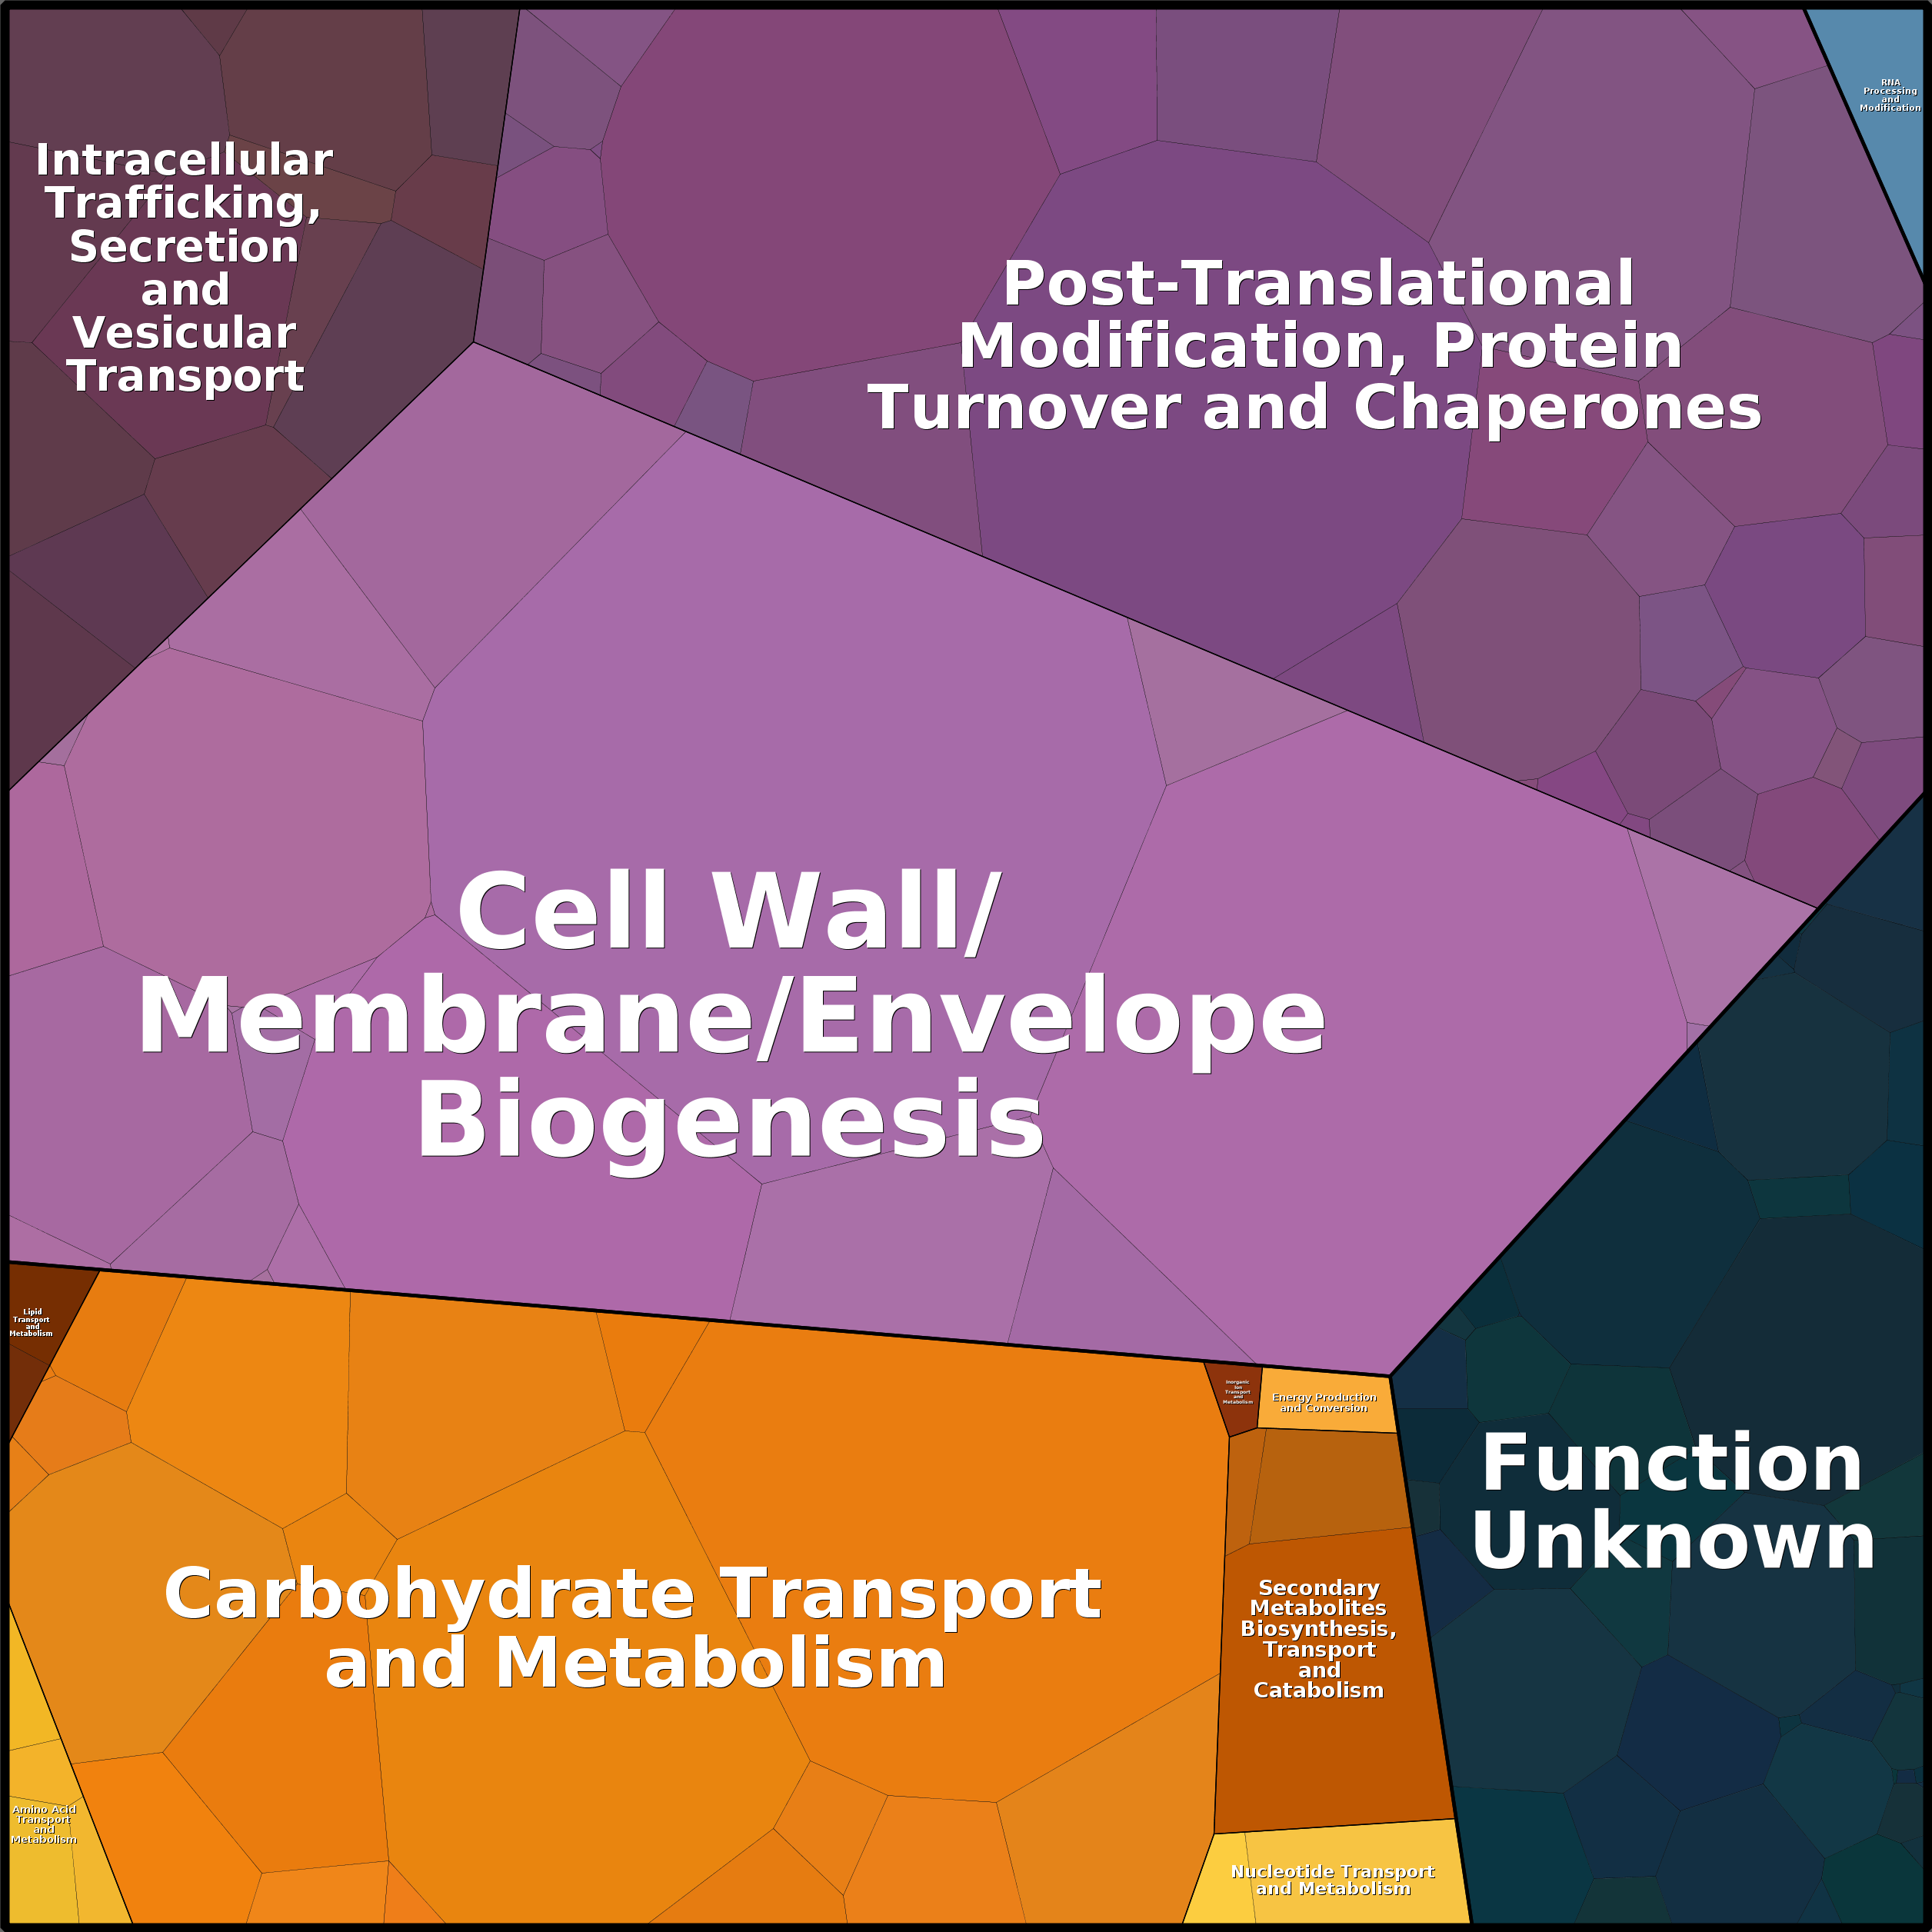 Intracellular
Trafficking,
Secretion
and
Vesicular
Transport
Post-Translational
Modification, Protein
Turnover and Chaperones
RNA
Processing
and
Modification
Cell Wall/
Membrane/Envelope
Biogenesis
Lipid
Transport
and
Metabolism
Inorganic
Ion
Transport
and
Metabolism
Energy Production
and Conversion
Function
Unknown
Carbohydrate Transport
and Metabolism
Secondary
Metabolites
Biosynthesis,
Transport
and
Catabolism
Amino Acid
Transport
and
Metabolism
Nucleotide Transport
and Metabolism